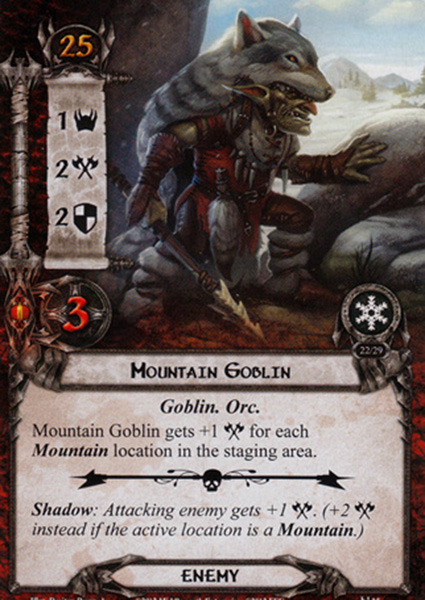 25
1
2
2
3
22/29
Mountain Goblin
Goblin. Orc.
Mountain Goblin gets +1 for each
Mountain location in the staging area.
Shadow: Attacking enemy gets +1 . (+2
instead if the active location is a Mountain.)
ENEMY